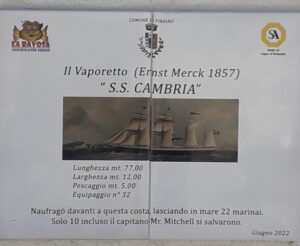 COMUNE DI PIRAINO
LA BAVOSA
SA
Il Vaporetto (Ernst Merck 1857)
“ S.S. CAMBRIA”
Lunghezza mt. 77,00
Larghezza mt. 12,00
Pescaggio mt. 5,00
Equipaggio n° 32
Naufragò davanti a questa costa, lasciando in mare 22 marinai.
Solo 10 incluso il capitano Mr. Mitchell si salvarono.
Giugno 2022